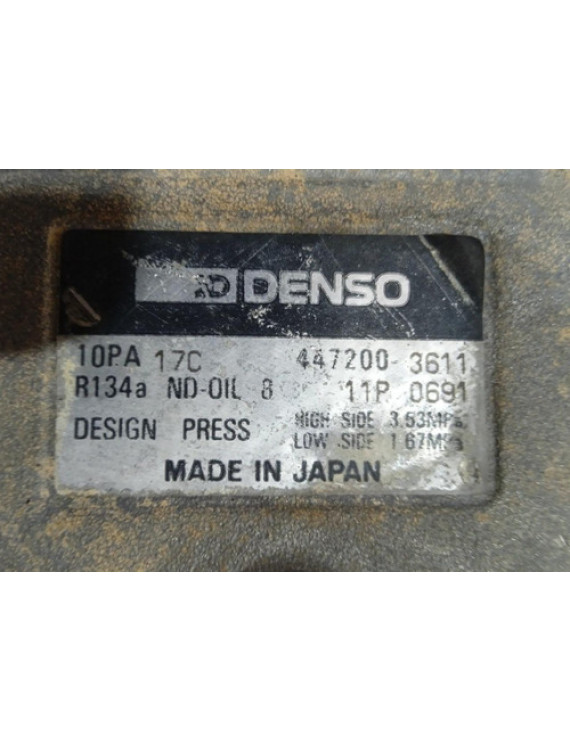 DENSO
10PA 17C 447200-3611
R134a ND-OIL 8 11P 0691
DESIGN PRESS HIGH SIDE 3.53MPa
LOW SIDE 1.67MPa
MADE IN JAPAN